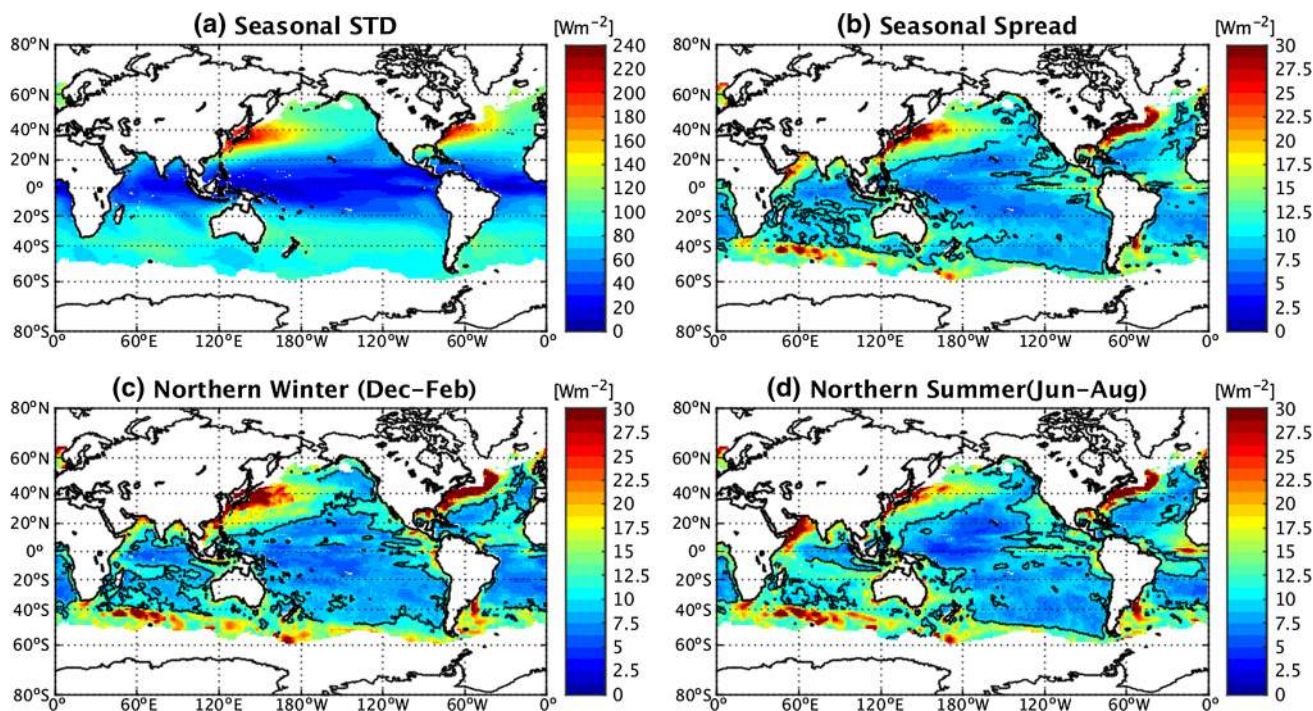 (a) Seasonal STD [Wm⁻²]
80°N
60°N
40°N
20°N
0°
20°S
40°S
60°S
80°S
0° 60°E 120°E 180°W 120°W 60°W 0°
240
220
200
180
160
140
120
100
80
60
40
20
0
(b) Seasonal Spread [Wm⁻²]
80°N
60°N
40°N
20°N
0°
20°S
40°S
60°S
80°S
0° 60°E 120°E 180°W 120°W 60°W 0°
30
27.5
25
22.5
20
17.5
15
12.5
10
7.5
5
2.5
0
(c) Northern Winter (Dec–Feb) [Wm⁻²]
80°N
60°N
40°N
20°N
0°
20°S
40°S
60°S
80°S
0° 60°E 120°E 180°W 120°W 60°W 0°
30
27.5
25
22.5
20
17.5
15
12.5
10
7.5
5
2.5
0
(d) Northern Summer(Jun–Aug) [Wm⁻²]
80°N
60°N
40°N
20°N
0°
20°S
40°S
60°S
80°S
0° 60°E 120°E 180°W 120°W 60°W 0°
30
27.5
25
22.5
20
17.5
15
12.5
10
7.5
5
2.5
0